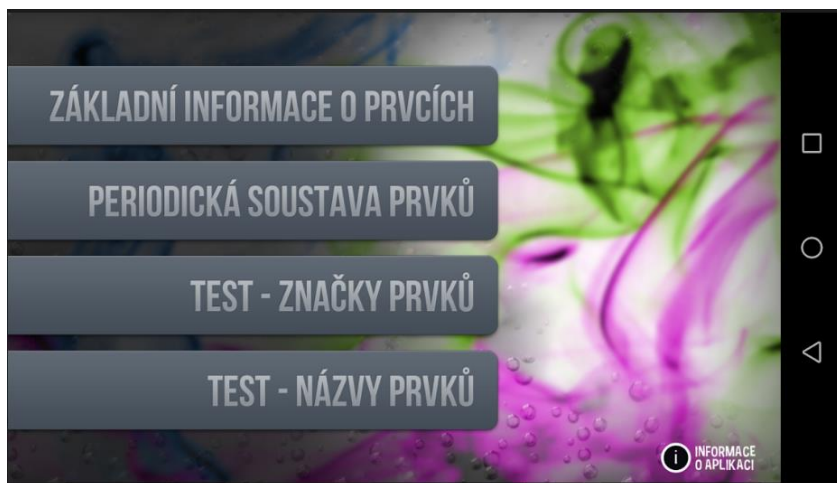 ZÁKLADNÍ INFORMACE O PRVCÍCH
PERIODICKÁ SOUSTAVA PRVKŮ
TEST - ZNAČKY PRVKŮ
TEST - NÁZVY PRVKŮ
i INFORMACE
O APLIKACI